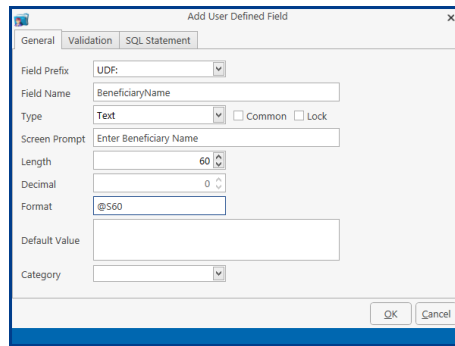 Add User Defined Field
General Validation SQL Statement
Field Prefix UDF:
Field Name BeneficiaryName
Type Text Common Lock
Screen Prompt Enter Beneficiary Name
Length 60
Decimal 0
Format @S60
Default Value
Category
OK Cancel